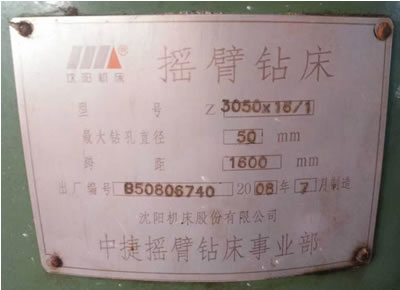 沈阳机床
摇臂钻床
型 号 Z 3050x16/1
最大钻孔直径 50 mm
跨 距 1600 mm
出厂编号 B50806740 2008年7月制造
沈阳机床股份有限公司
中捷摇臂钻床事业部